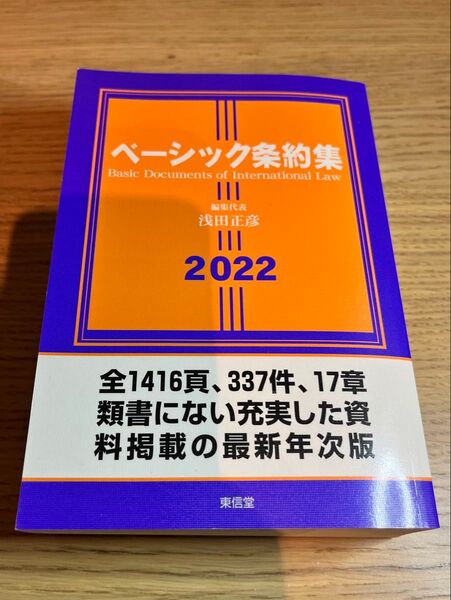 ベーシック条約集
Basic Documents of International Law
編集代表
浅田正彦
2022
全1416頁、337件、17章
類書にない充実した資
料掲載の最新年次版
東信堂